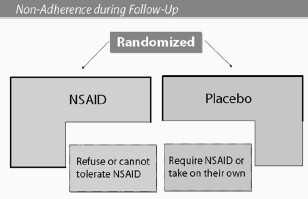 Non-Adherence during Follow-Up
Randomized
NSAID
Placebo
Refuse or cannot
tolerate NSAID
Require NSAID or
take on their own